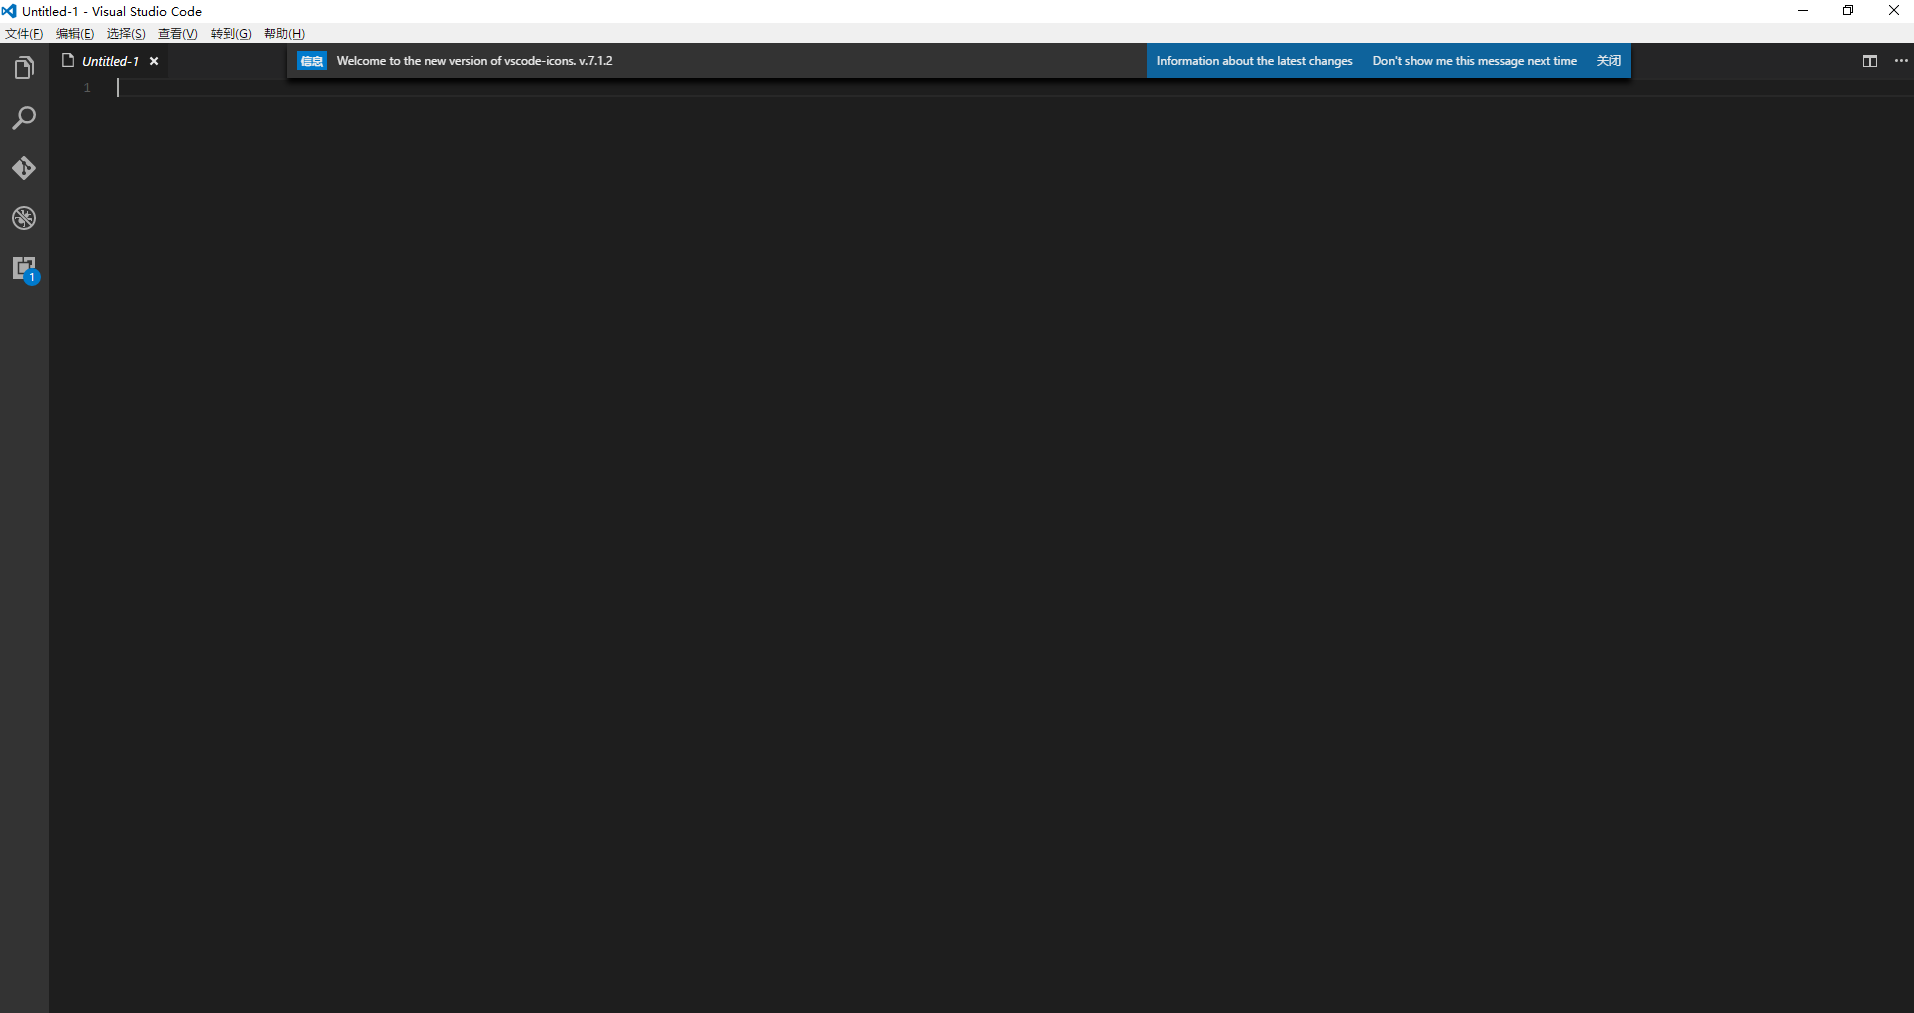 Untitled-1 - Visual Studio Code
文件(F) 编辑(E) 选择(S) 查看(V) 转到(G) 帮助(H)
Untitled-1
信息 Welcome to the new version of vscode-icons. v.7.1.2 Information about the latest changes Don't show me this message next time 关闭
1
1